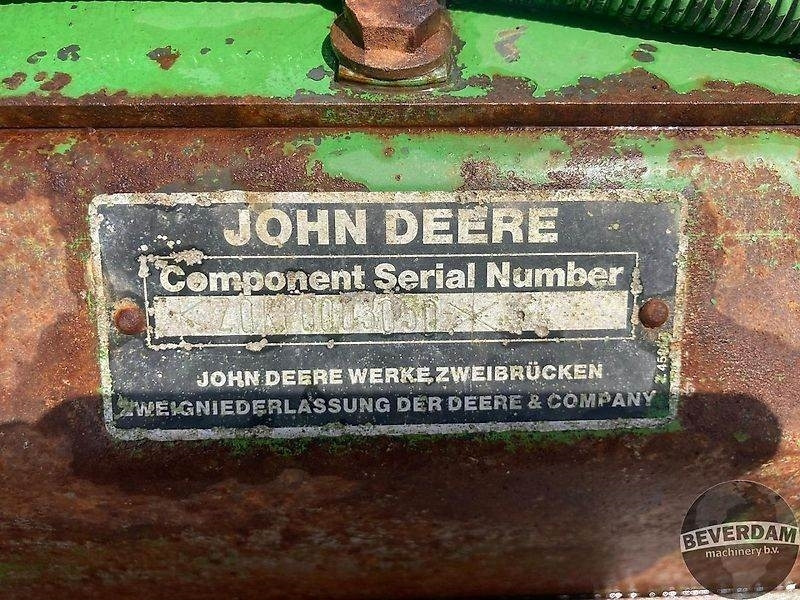 JOHN DEERE
Component Serial Number
JOHN DEERE WERKE, ZWEIBRÜCKEN
ZWEIGNIEDERLASSUNG DER DEERE & COMPANY
BEVERDAM
machinery b.v.